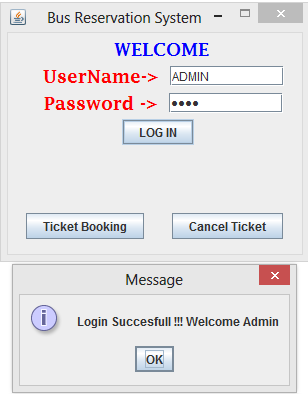 Bus Reservation System
WELCOME
UserName-> ADMIN
Password -> ●●●●
LOG IN
Ticket Booking Cancel Ticket
Message
Login Succesfull !!! Welcome Admin
OK